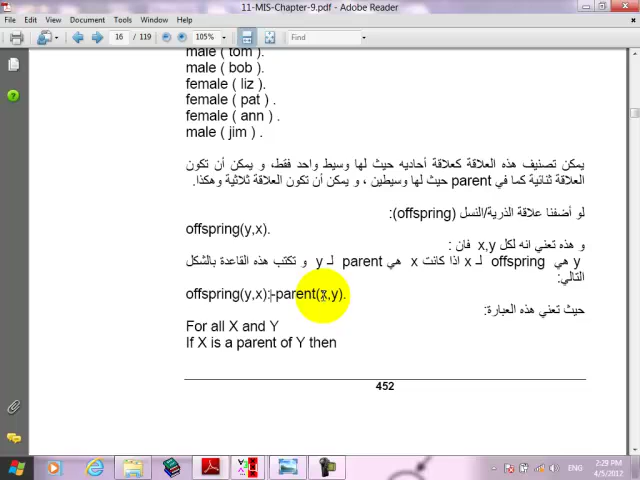 11-MIS-Chapter-9.pdf - Adobe Reader
File Edit View Document Tools Window Help
16 / 119 105% Find
male ( tom ).
male ( bob ).
female ( liz ).
female ( pat ) .
female ( ann ) .
male ( jim ) .
يمكن تصنيف هذه العلاقة كعلاقة أحاديه حيث لها وسيط واحد فقط، و يمكن أن تكون
العلاقة ثنائية كما في parent حيث لها وسيطين ، و يمكن أن تكون العلاقة ثلاثية وهكذا.
لو أضفنا علاقة الذرية/النسل (offspring):
offspring(y,x).
و هذه تعني انه لكل x,y فان :
y هي offspring لـ x اذا كانت x هي parent لـ y و تكتب هذه القاعدة بالشكل
التالي:
offspring(y,x):-parent(x,y).
حيث تعني هذه العبارة:
For all X and Y
If X is a parent of Y then
452
EN 2:29 PM
4/5/2012